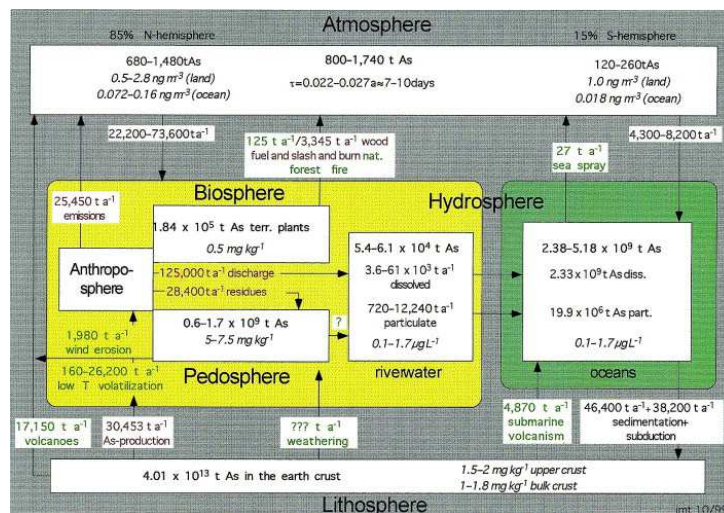 Atmosphere
85% N-hemisphere
15% S-hemisphere
680–1,480tAs
0.5–2.8 ng m⁻³ (land)
0.072–0.16 ng m⁻³ (ocean)
800–1,740 t As
τ=0.022–0.027a≈7–10days
120–260tAs
1.0 ng m⁻³ (land)
0.018 ng m⁻³ (ocean)
22,200–73,600ta⁻¹
125 t a⁻¹/3,345 t a⁻¹ wood
fuel and slash and burn nat.
forest fire
27 t a⁻¹
sea spray
4,300–8,200ta⁻¹
Biosphere
Hydrosphere
25,450 ta⁻¹
emissions
1.84 x 10⁵ t As terr. plants
0.5 mg kg⁻¹
Anthropo-
sphere
125,000ta⁻¹ discharge
28,400ta⁻¹ residues
5.4–6.1 x 10⁴ t As
3.6–61 x 10³ t a⁻¹
dissolved
720–12,240ta⁻¹
particulate
0.1–1.7μgL⁻¹
riverwater
2.38–5.18 x 10⁹ t As
2.33 x 10⁹t As diss.
19.9 x 10⁶ t As part.
0.1–1.7μgL⁻¹
oceans
1,980 t a⁻¹
wind erosion
0.6–1.7 x 10⁹ t As
5–7.5 mg kg⁻¹
?
160–26,200 ta⁻¹
low T volatilization
Pedosphere
17,150 t a⁻¹
volcanoes
30,453 t a⁻¹
As-production
??? t a⁻¹
weathering
4,870 t a⁻¹
submarine
volcanism
46,400 ta⁻¹+38,200 ta⁻¹
sedimentation+
subduction
4.01 x 10¹³ t As in the earth crust
1.5–2 mg kg⁻¹ upper crust
1–1.8 mg kg⁻¹ bulk crust
Lithosphere